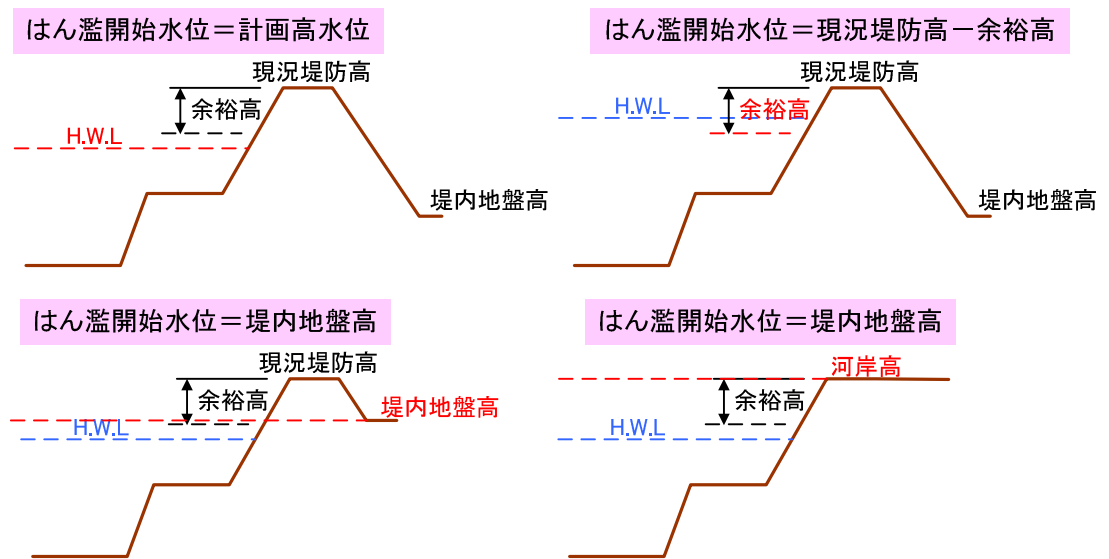 はん濫開始水位＝計画高水位
現況堤防高
余裕高
H.W.L
堤内地盤高
はん濫開始水位＝現況堤防高－余裕高
現況堤防高
余裕高
H.W.L
堤内地盤高
はん濫開始水位＝堤内地盤高
現況堤防高
余裕高
堤内地盤高
H.W.L
はん濫開始水位＝堤内地盤高
河岸高
余裕高
H.W.L